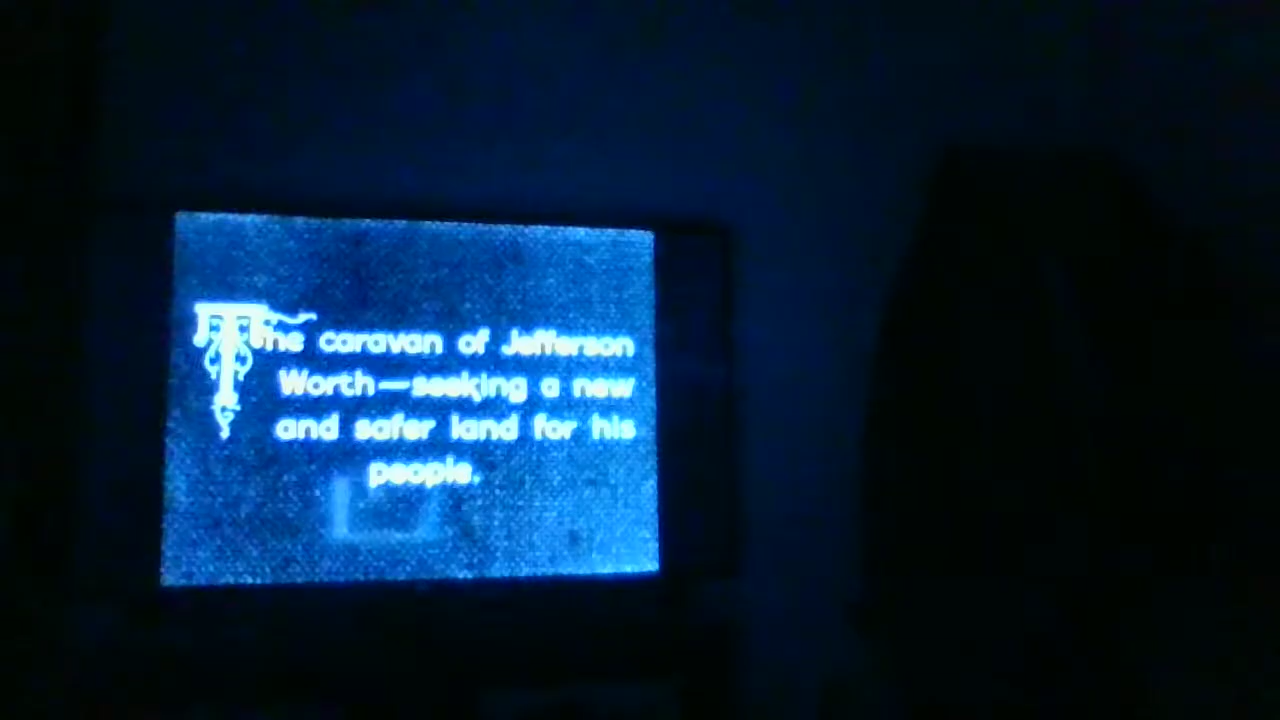 The caravan of Jefferson
Worth—seeking a new
and safer land for his
people.